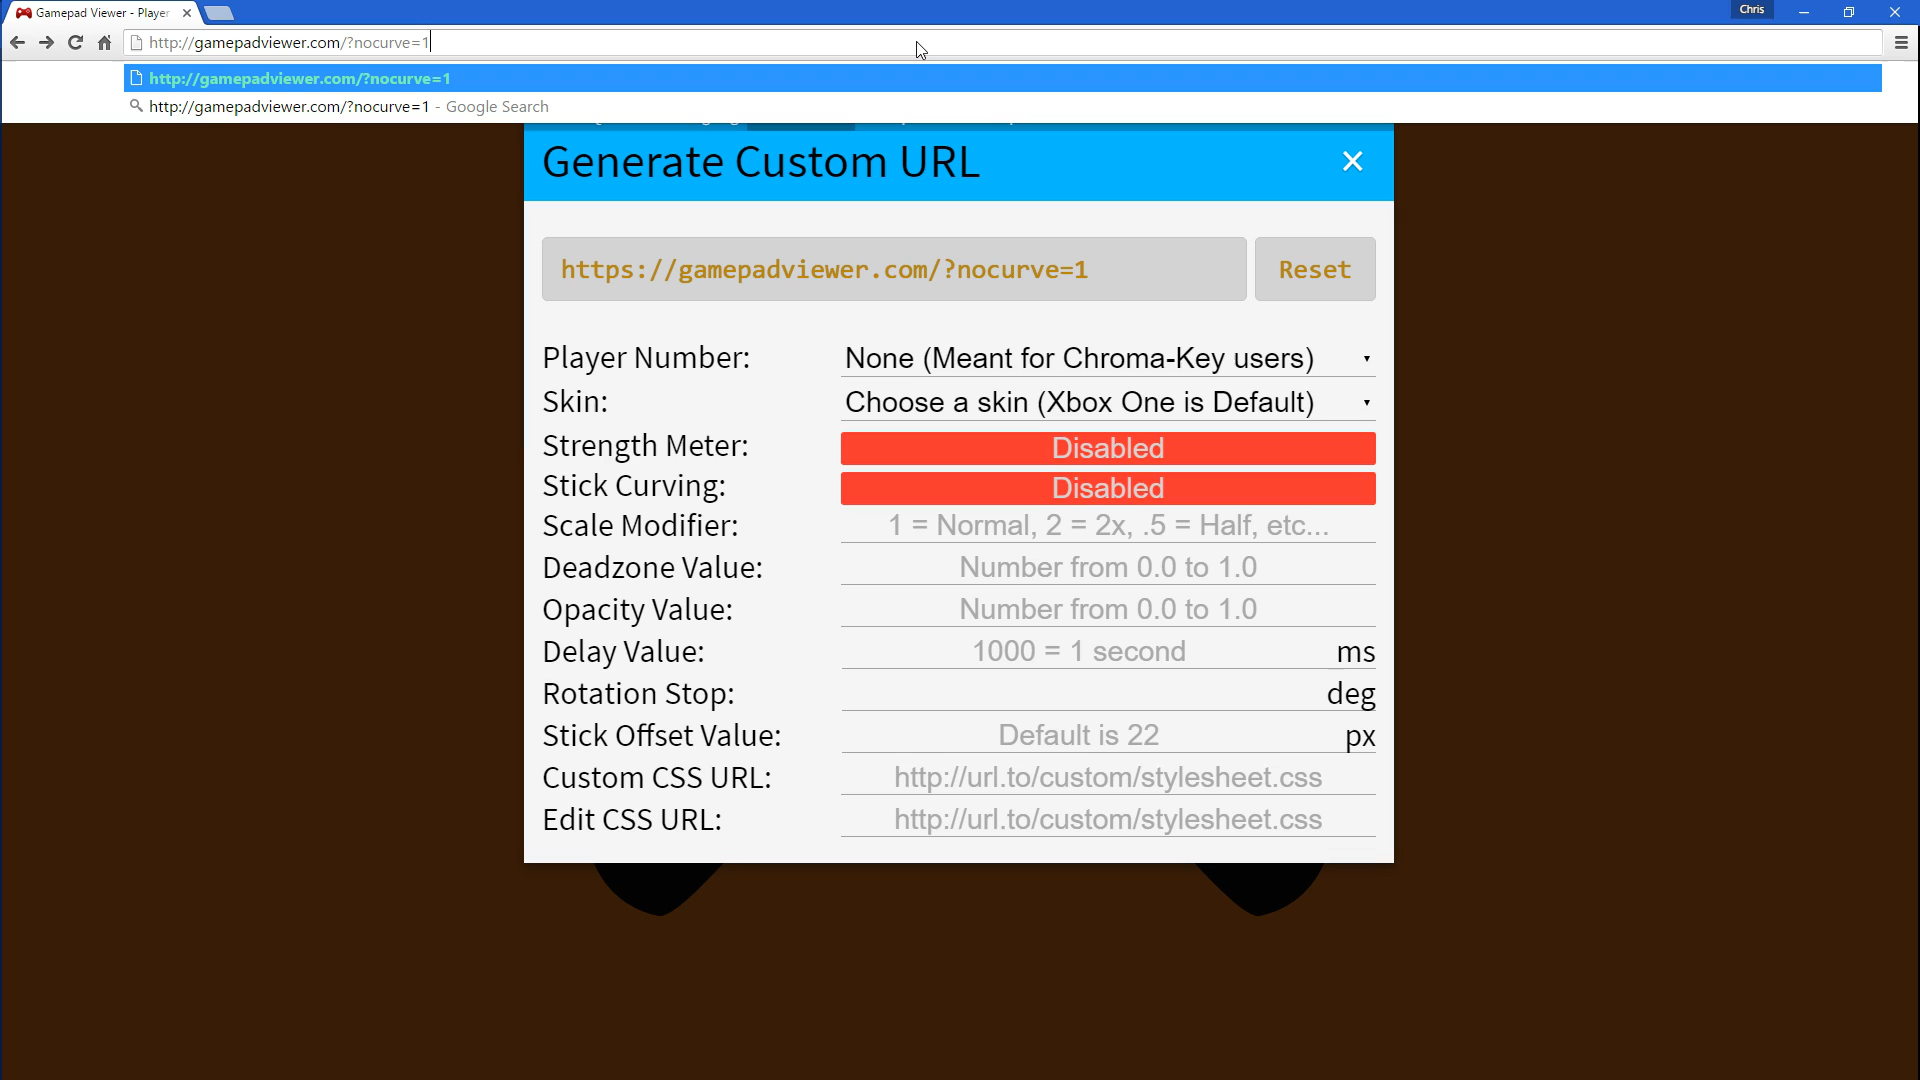 Gamepad Viewer - Player
Chris
http://gamepadviewer.com/?nocurve=1
http://gamepadviewer.com/?nocurve=1
http://gamepadviewer.com/?nocurve=1 - Google Search
Generate Custom URL
https://gamepadviewer.com/?nocurve=1 Reset
Player Number: None (Meant for Chroma-Key users)
Skin: Choose a skin (Xbox One is Default)
Strength Meter: Disabled
Stick Curving: Disabled
Scale Modifier: 1 = Normal, 2 = 2x, .5 = Half, etc...
Deadzone Value: Number from 0.0 to 1.0
Opacity Value: Number from 0.0 to 1.0
Delay Value: 1000 = 1 second ms
Rotation Stop: deg
Stick Offset Value: Default is 22 px
Custom CSS URL: http://url.to/custom/stylesheet.css
Edit CSS URL: http://url.to/custom/stylesheet.css